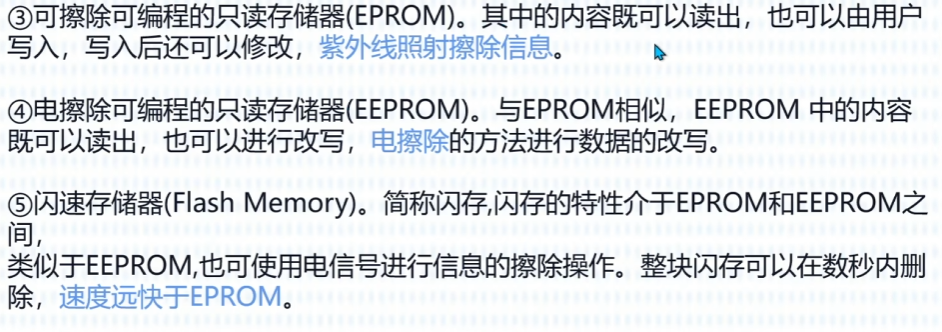 ③可擦除可编程的只读存储器(EPROM)。其中的内容既可以读出，也可以由用户
写入，写入后还可以修改，紫外线照射擦除信息。
④电擦除可编程的只读存储器(EEPROM)。与EPROM相似，EEPROM 中的内容
既可以读出，也可以进行改写，电擦除的方法进行数据的改写。
⑤闪速存储器(Flash Memory)。简称闪存,闪存的特性介于EPROM和EEPROM之
间，
类似于EEPROM,也可使用电信号进行信息的擦除操作。整块闪存可以在数秒内删
除，速度远快于EPROM。